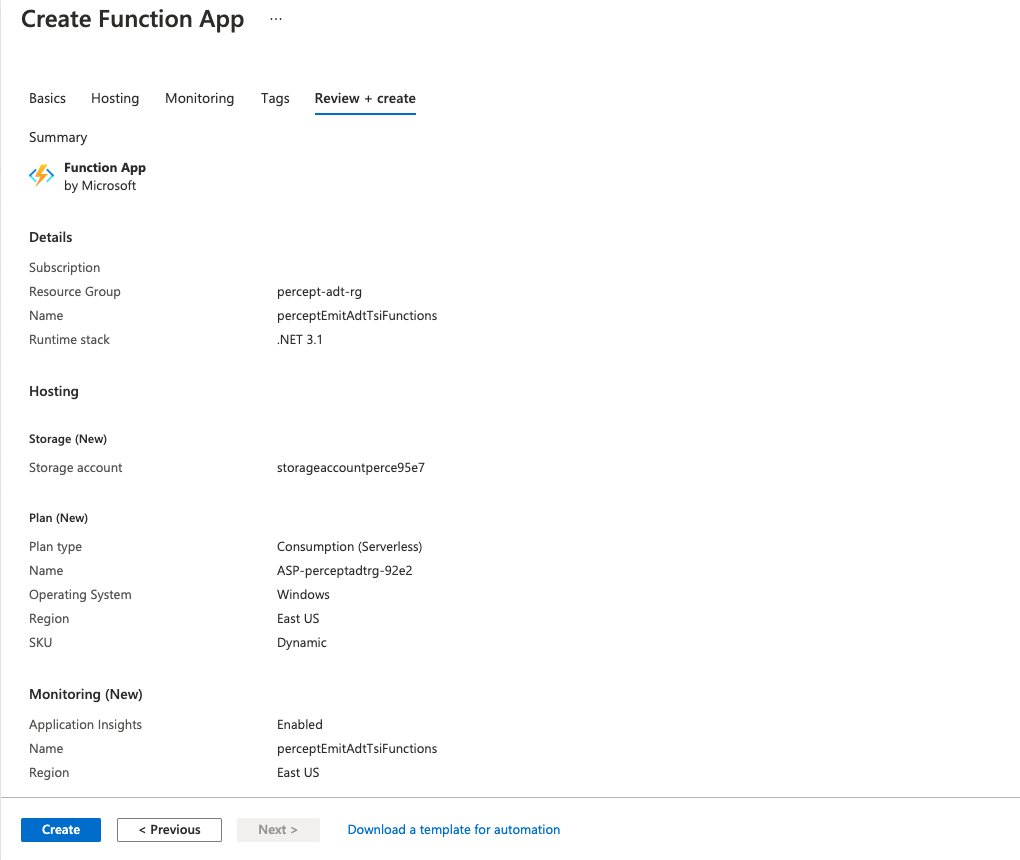 Create Function App ...
Basics Hosting Monitoring Tags Review + create
Summary
Function App
by Microsoft
Details
Subscription
Resource Group percept-adt-rg
Name perceptEmitAdtTsiFunctions
Runtime stack .NET 3.1
Hosting
Storage (New)
Storage account storageaccountperce95e7
Plan (New)
Plan type Consumption (Serverless)
Name ASP-perceptadtrg-92e2
Operating System Windows
Region East US
SKU Dynamic
Monitoring (New)
Application Insights Enabled
Name perceptEmitAdtTsiFunctions
Region East US
Create < Previous Next > Download a template for automation